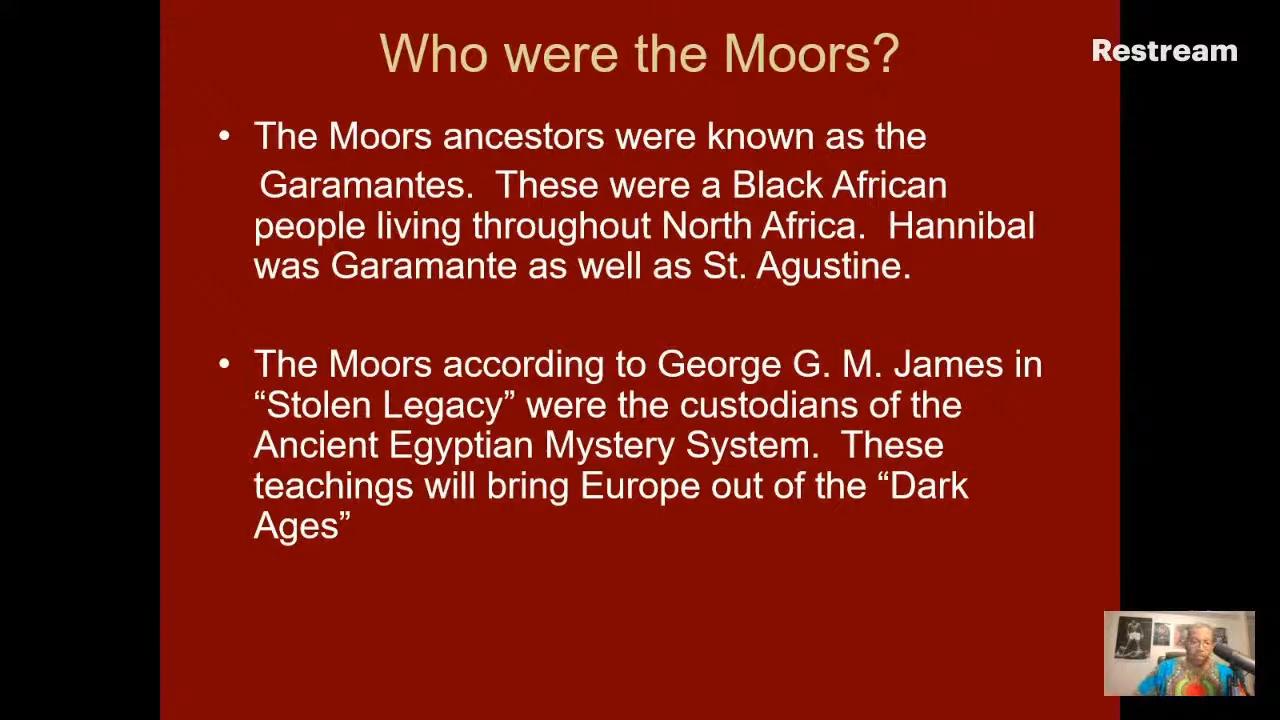 Who were the Moors?
Restream
• The Moors ancestors were known as the
Garamantes. These were a Black African
people living throughout North Africa. Hannibal
was Garamante as well as St. Agustine.
• The Moors according to George G. M. James in
“Stolen Legacy” were the custodians of the
Ancient Egyptian Mystery System. These
teachings will bring Europe out of the “Dark
Ages”